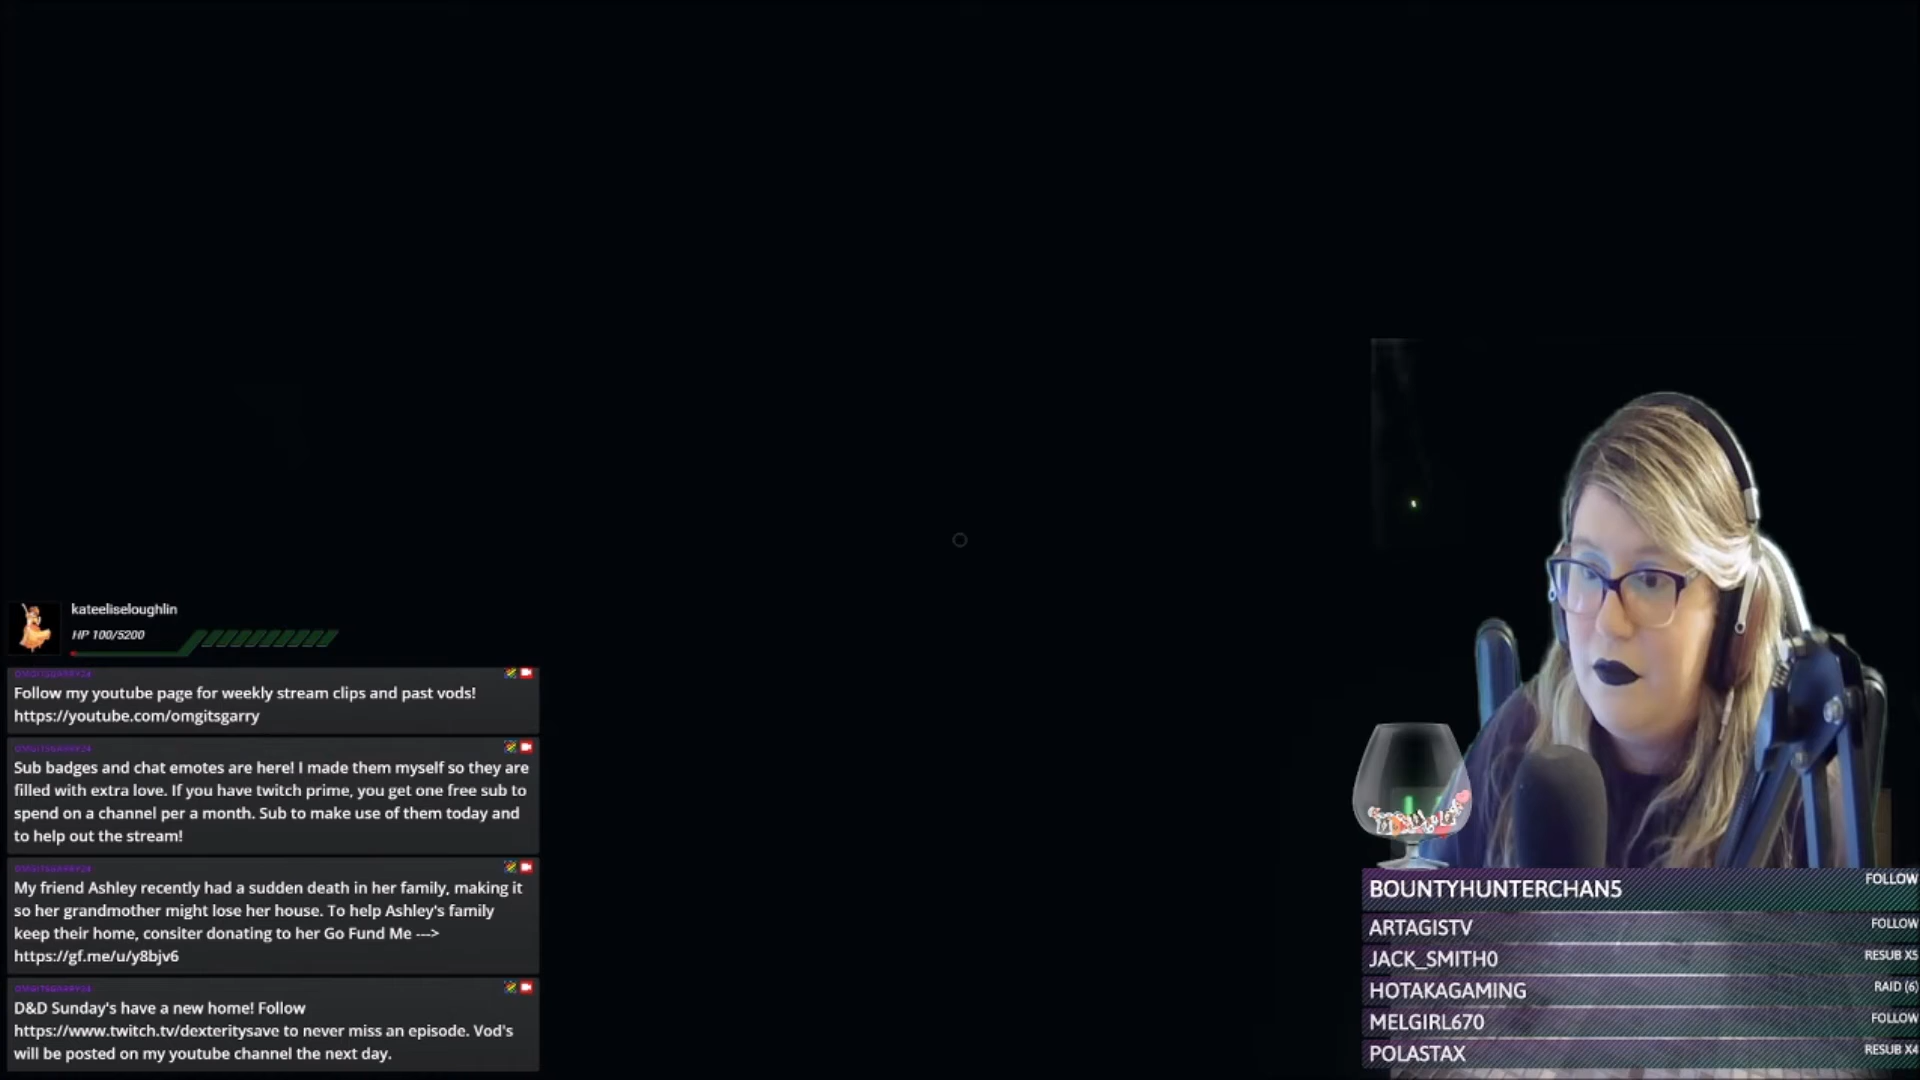 kateeliseloughlin
HP 100/5200
OMGITSGARRY24
Follow my youtube page for weekly stream clips and past vods!
https://youtube.com/omgitsgarry
OMGITSGARRY24
Sub badges and chat emotes are here! I made them myself so they are
filled with extra love. If you have twitch prime, you get one free sub to
spend on a channel per a month. Sub to make use of them today and
to help out the stream!
OMGITSGARRY24
My friend Ashley recently had a sudden death in her family, making it
so her grandmother might lose her house. To help Ashley's family
keep their home, consiter donating to her Go Fund Me --->
https://gf.me/u/y8bjv6
OMGITSGARRY24
D&D Sunday's have a new home! Follow
https://www.twitch.tv/dexteritysave to never miss an episode. Vod's
will be posted on my youtube channel the next day.
BOUNTYHUNTERCHAN5 FOLLOW
ARTAGISTV FOLLOW
JACK_SMITH0 RESUB X5
HOTAKAGAMING RAID (6)
MELGIRL670 FOLLOW
POLASTAX RESUB X4